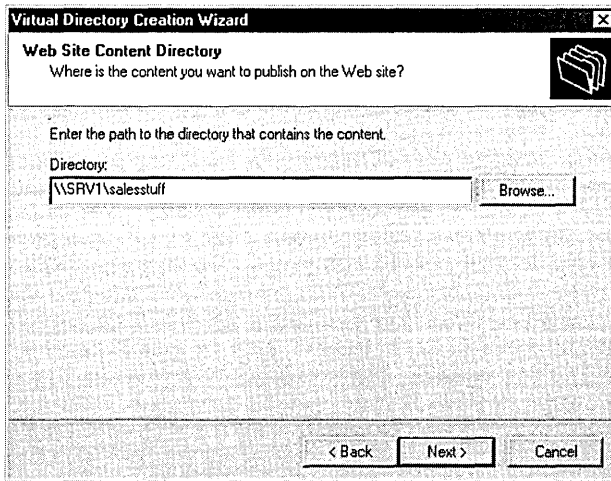 Virtual Directory Creation Wizard
Web Site Content Directory
Where is the content you want to publish on the Web site?
Enter the path to the directory that contains the content.
Directory:
\\SRV1\salesstuff
Browse...
< Back
Next >
Cancel